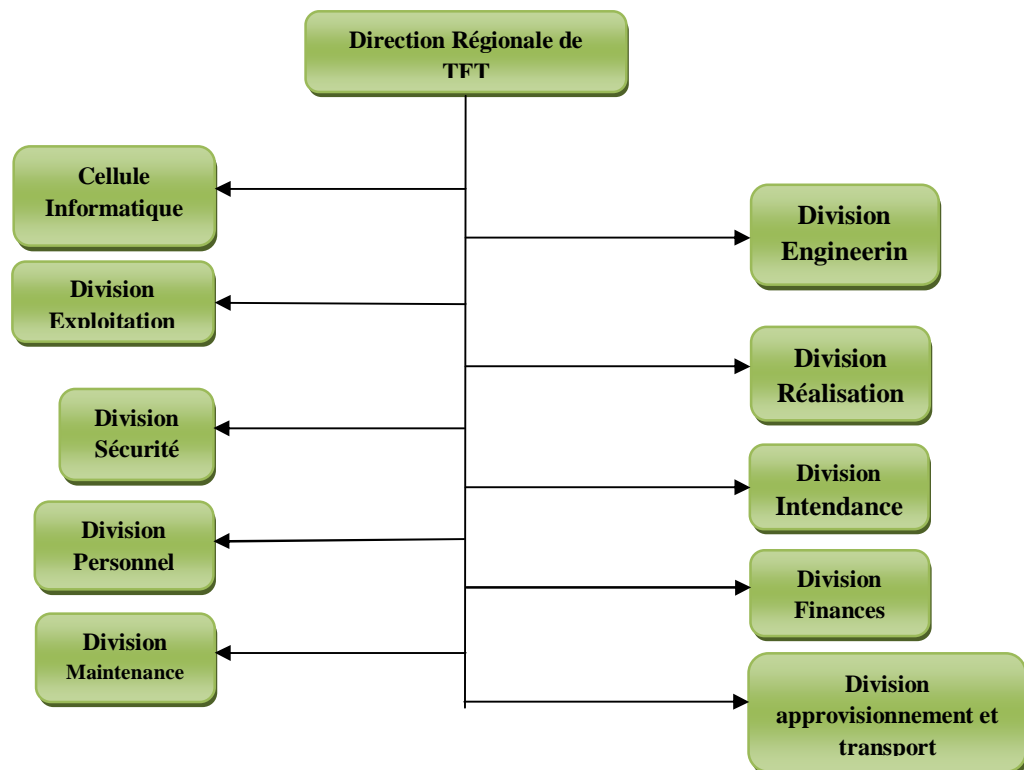 Direction Régionale de
TFT
Cellule
Informatique
Division
Engineerin
Division
Exploitation
Division
Réalisation
Division
Sécurité
Division
Intendance
Division
Personnel
Division
Finances
Division
Maintenance
Division
approvisionnement et
transport